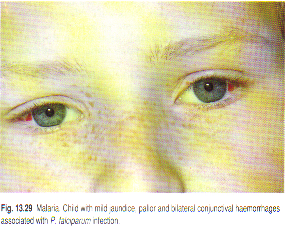 Fig. 13.29 Malaria. Child with mild jaundice, pallor and bilateral conjunctival haemorrhages
associated with P. falciparum infection.